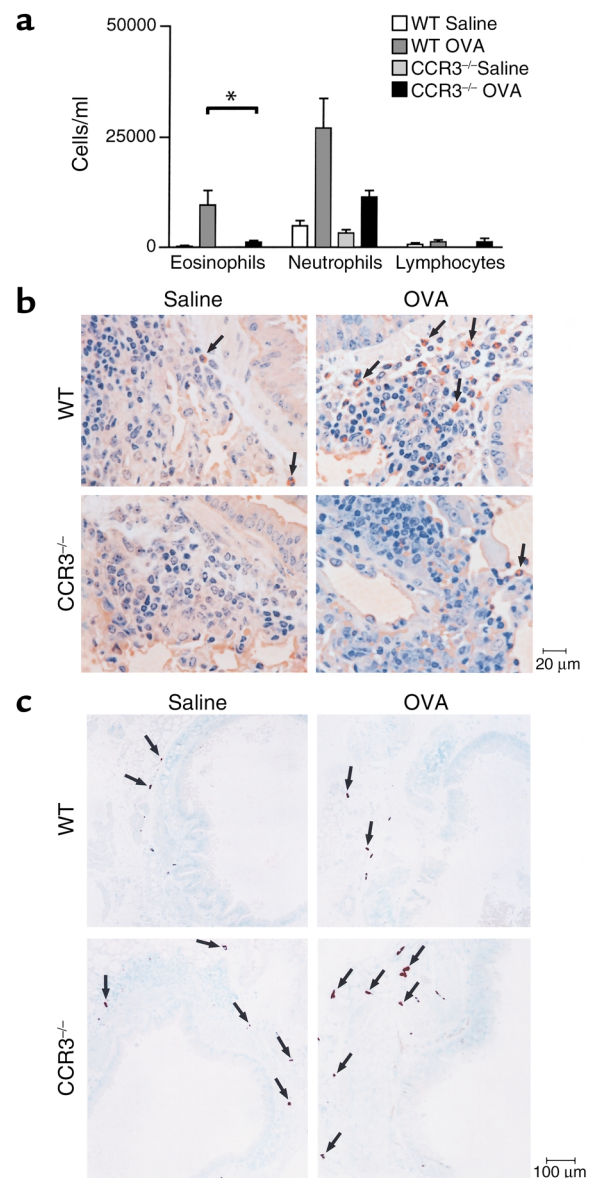 a
50000
25000
0
Cells/ml
WT Saline
WT OVA
CCR3⁻/⁻Saline
CCR3⁻/⁻ OVA
*
Eosinophils Neutrophils Lymphocytes
b
Saline OVA
WT
CCR3⁻/⁻
20 μm
c
Saline OVA
WT
CCR3⁻/⁻
100 μm